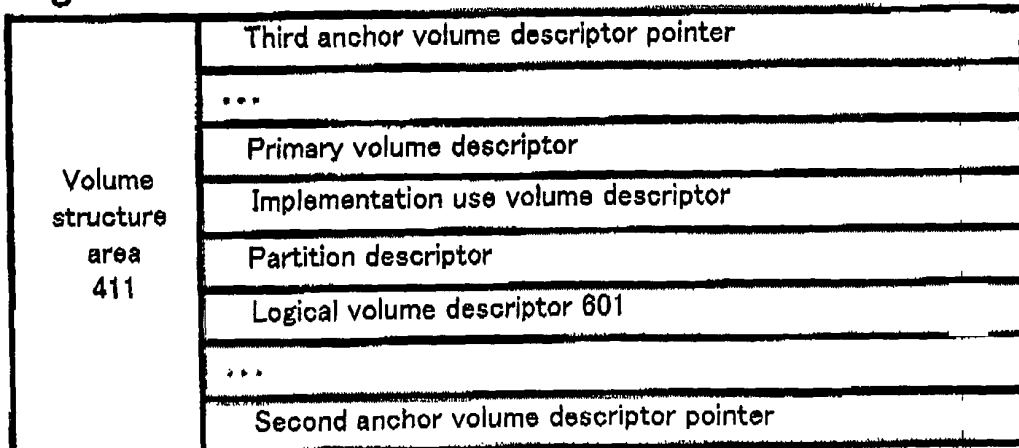 Third anchor volume descriptor pointer
...
Primary volume descriptor
Implementation use volume descriptor
Partition descriptor
Logical volume descriptor 601
...
Second anchor volume descriptor pointer
Volume
structure
area
411